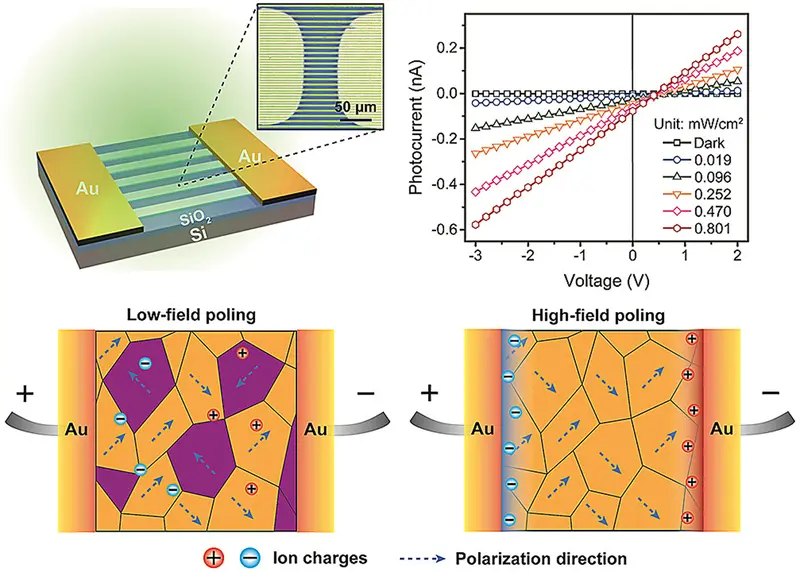 50 µm
Au
Au
SiO₂
Si
Photocurrent (nA)
0.2
0.0
-0.2
-0.4
-0.6
Unit: mW/cm²
Dark
0.019
0.096
0.252
0.470
0.801
-3
-2
-1
0
1
2
Voltage (V)
Low-field poling
+
Au
Au
−
High-field poling
+
Au
Au
−
+ − Ion charges
Polarization direction